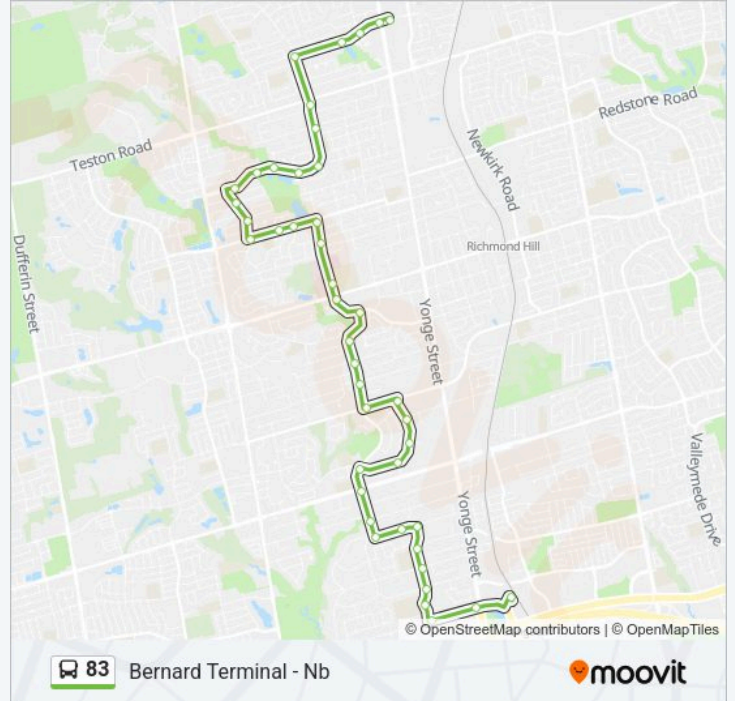 Redstone Road
Teston Road
Newkirk Road
Richmond Hill
Dufferin Street
Yonge Street
Valleymede Drive
Yonge Street
© OpenStreetMap contributors | © OpenMapTiles
83 Bernard Terminal - Nb
moovit